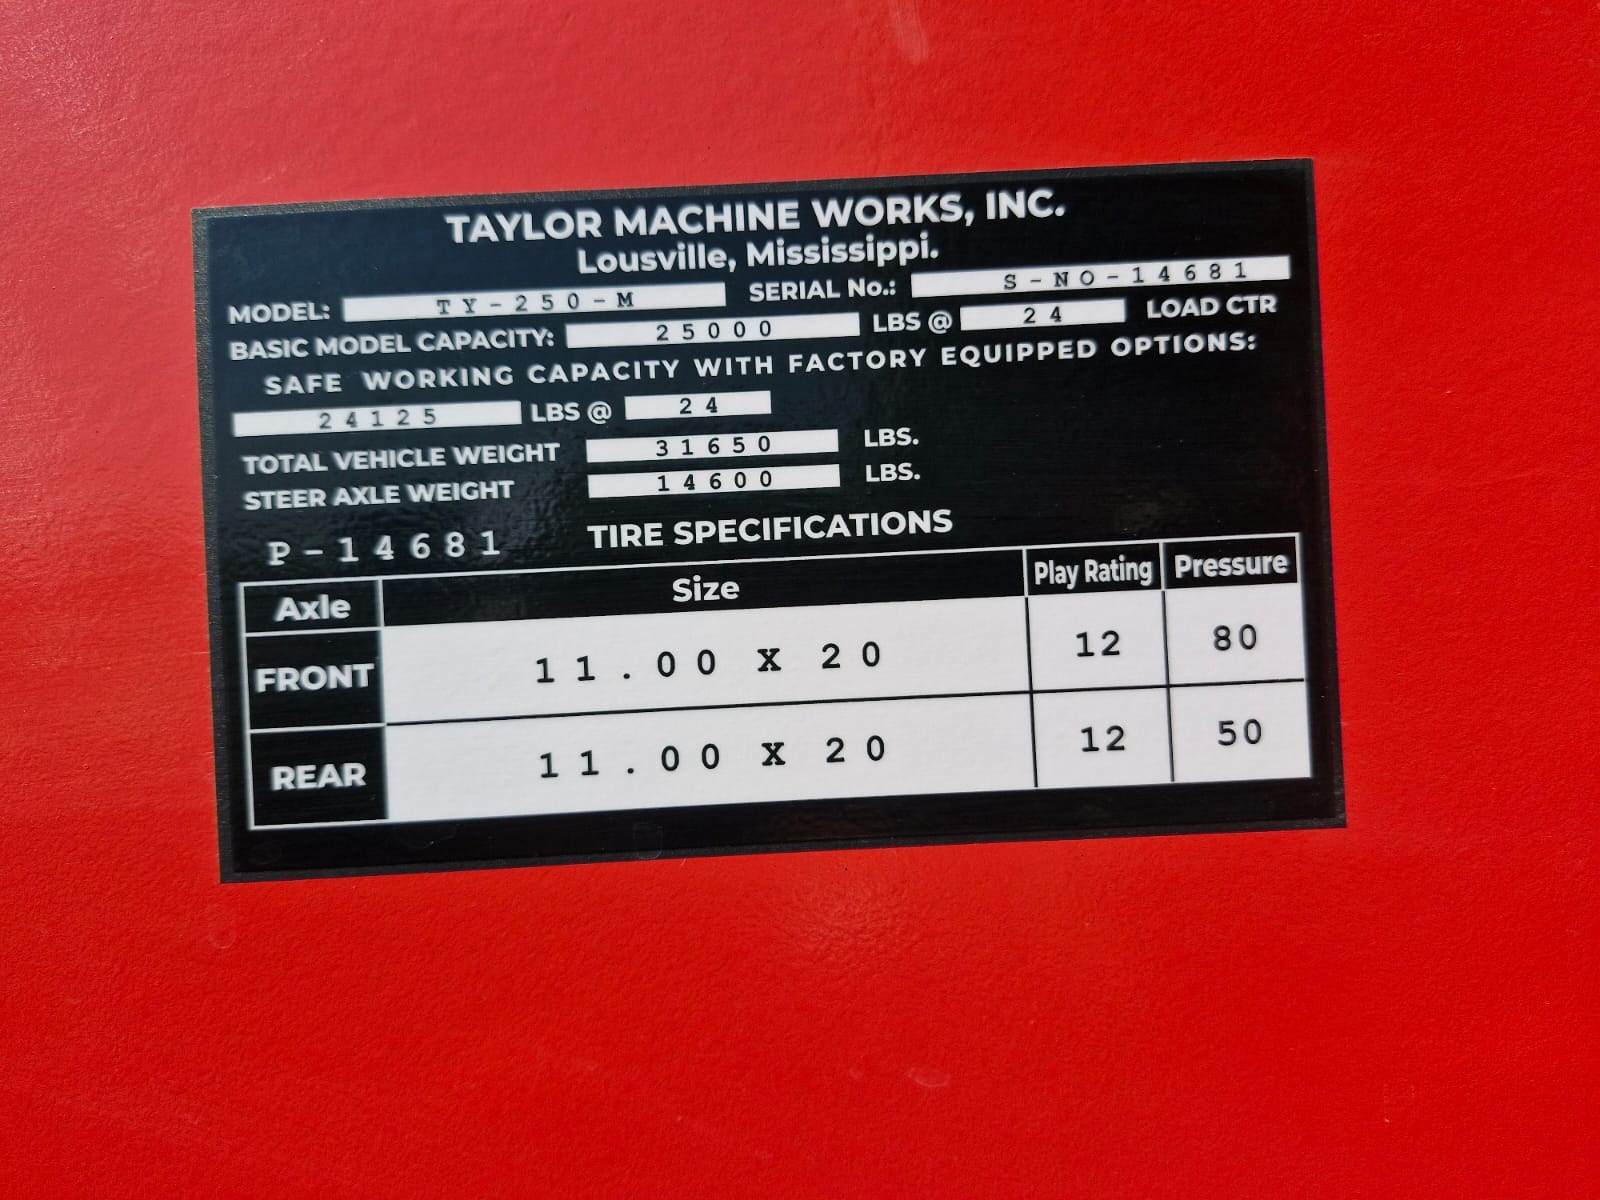 TAYLOR MACHINE WORKS, INC.
Lousville, Mississippi.
MODEL: TY-250-M SERIAL No.: S-NO-14681
BASIC MODEL CAPACITY: 25000 LBS @ 24 LOAD CTR
SAFE WORKING CAPACITY WITH FACTORY EQUIPPED OPTIONS:
24125 LBS @ 24
TOTAL VEHICLE WEIGHT 31650 LBS.
STEER AXLE WEIGHT 14600 LBS.
P-14681 TIRE SPECIFICATIONS
Axle Size Play Rating Pressure
FRONT 11.00 X 20 12 80
REAR 11.00 X 20 12 50